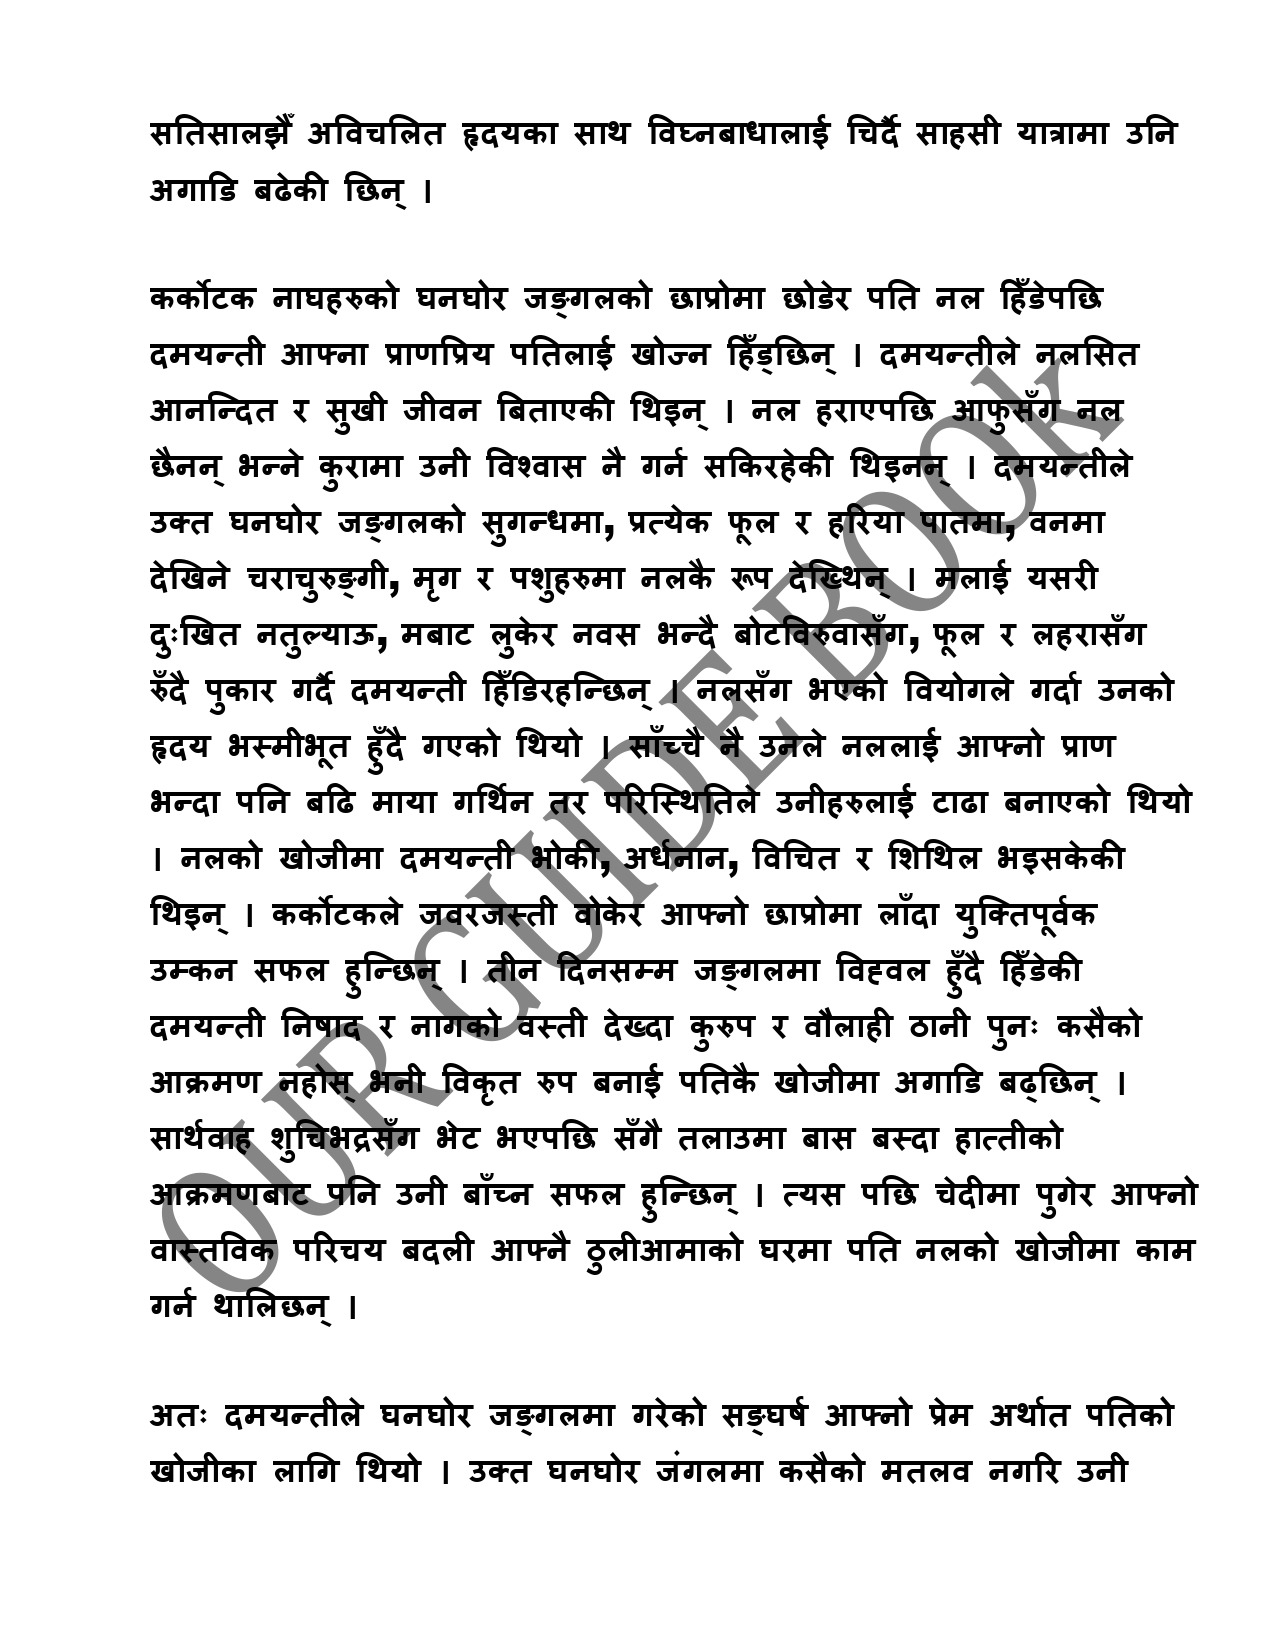 सतिसालझैँ अविचलित हृदयका साथ विघ्नबाधालाई चिर्दै साहसी यात्रामा उनि
अगाडि बढेकी छिन् ।
कर्कोटक नाघहरुको घनघोर जङ्गलको छाप्रोमा छोडेर पति नल हिँडेपछि
दमयन्ती आफ्ना प्राणप्रिय पतिलाई खोज्न हिँड्छिन् । दमयन्तीले नलसित
आनन्दित र सुखी जीवन बिताएकी थिइन् । नल हराएपछि आफुसँग नल
छैनन् भन्ने कुरामा उनी विश्वास नै गर्न सकिरहेकी थिइनन् । दमयन्तीले
उक्त घनघोर जङ्गलको सुगन्धमा, प्रत्येक फूल र हरिया पातमा, वनमा
देखिने चराचुरुङ्गी, मृग र पशुहरुमा नलकै रूप देख्थिन् । मलाई यसरी
दुःखित नतुल्याऊ, मबाट लुकेर नवस भन्दै बोटविरुवासँग, फूल र लहरासँग
रुँदै पुकार गर्दै दमयन्ती हिँडिरहन्छिन् । नलसँग भएको वियोगले गर्दा उनको
हृदय भस्मीभूत हुँदै गएको थियो । साँच्चै नै उनले नललाई आफ्नो प्राण
भन्दा पनि बढि माया गर्थिन तर परिस्थितिले उनीहरुलाई टाढा बनाएको थियो
। नलको खोजीमा दमयन्ती भोकी, अर्धनान, विचित र शिथिल भइसकेकी
थिइन् । कर्कोटकले जवरजस्ती वोकेर आफ्नो छाप्रोमा लाँदा युक्तिपूर्वक
उम्कन सफल हुन्छिन् । तीन दिनसम्म जङ्गलमा विह्वल हुँदै हिँडेकी
दमयन्ती निषाद र नागको वस्ती देख्दा कुरुप र वौलाही ठानी पुनः कसैको
आक्रमण नहोस् भनी विकृत रुप बनाई पतिकै खोजीमा अगाडि बढ्छिन् ।
सार्थवाह शुचिभद्रसँग भेट भएपछि सँगै तलाउमा बास बस्दा हात्तीको
आक्रमणबाट पनि उनी बाँच्न सफल हुन्छिन् । त्यस पछि चेदीमा पुगेर आफ्नो
वास्तविक परिचय बदली आफ्नै ठुलीआमाको घरमा पति नलको खोजीमा काम
गर्न थालिछन् ।
अतः दमयन्तीले घनघोर जङ्गलमा गरेको सङ्घर्ष आफ्नो प्रेम अर्थात पतिको
खोजीका लागि थियो । उक्त घनघोर जंगलमा कसैको मतलव नगरि उनी
OUR GUIDE BOOK